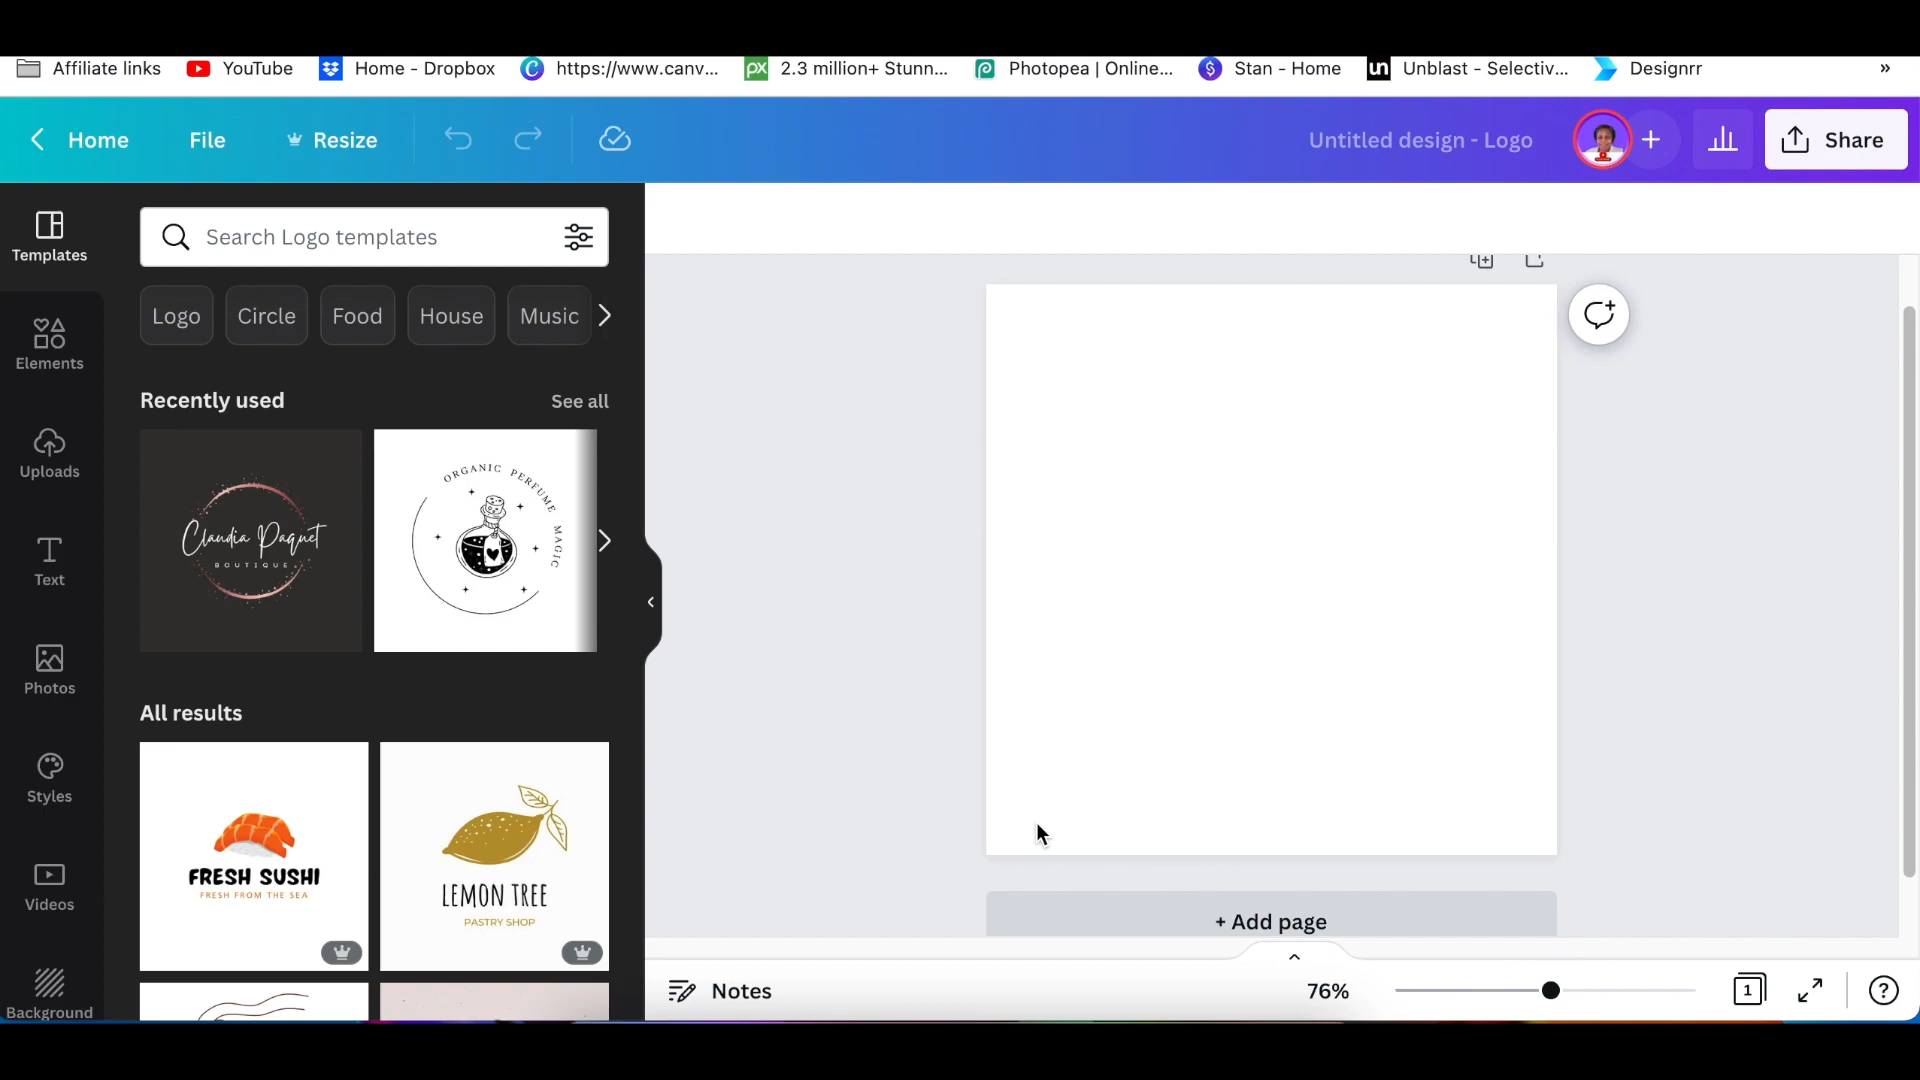 Affiliate links YouTube Home - Dropbox https://www.canv... 2.3 million+ Stunn... Photopea | Online... Stan - Home Unblast - Selectiv... Designrr »
Home File Resize Untitled design - Logo Share
Templates
Search Logo templates
Logo Circle Food House Music
Elements
Recently used See all
Uploads
Claudia Paquet
BOUTIQUE
ORGANIC PERFUME MAGIC
Text
Photos
All results
Styles
FRESH SUSHI
FRESH FROM THE SEA
LEMON TREE
PASTRY SHOP
Videos
+ Add page
Background
Notes 76% 1 ?